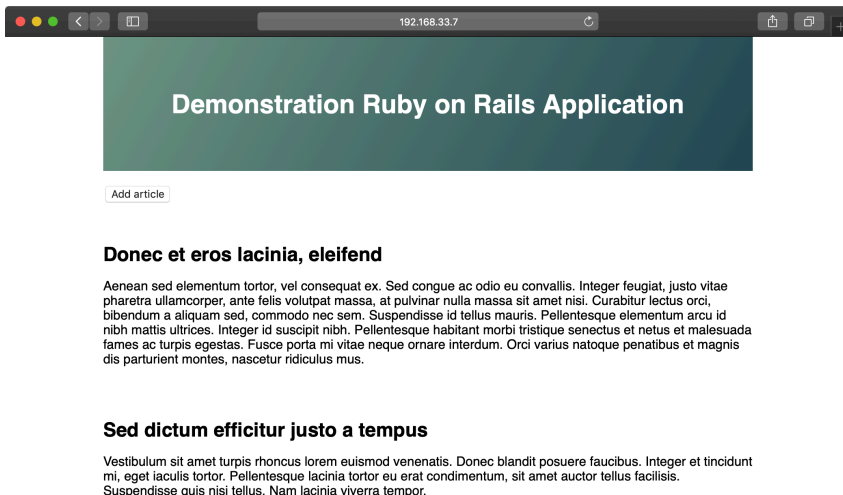 192.168.33.7
Demonstration Ruby on Rails Application
Add article
Donec et eros lacinia, eleifend
Aenean sed elementum tortor, vel consequat ex. Sed congue ac odio eu convallis. Integer feugiat, justo vitae
pharetra ullamcorper, ante felis volutpat massa, at pulvinar nulla massa sit amet nisi. Curabitur lectus orci,
bibendum a aliquam sed, commodo nec sem. Suspendisse id tellus mauris. Pellentesque elementum arcu id
nibh mattis ultrices. Integer id suscipit nibh. Pellentesque habitant morbi tristique senectus et netus et malesuada
fames ac turpis egestas. Fusce porta mi vitae neque ornare interdum. Orci varius natoque penatibus et magnis
dis parturient montes, nascetur ridiculus mus.
Sed dictum efficitur justo a tempus
Vestibulum sit amet turpis rhoncus lorem euismod venenatis. Donec blandit posuere faucibus. Integer et tincidunt
mi, eget iaculis tortor. Pellentesque lacinia tortor eu erat condimentum, sit amet auctor tellus facilisis.
Suspendisse quis nisi tellus. Nam lacinia viverra tempor.